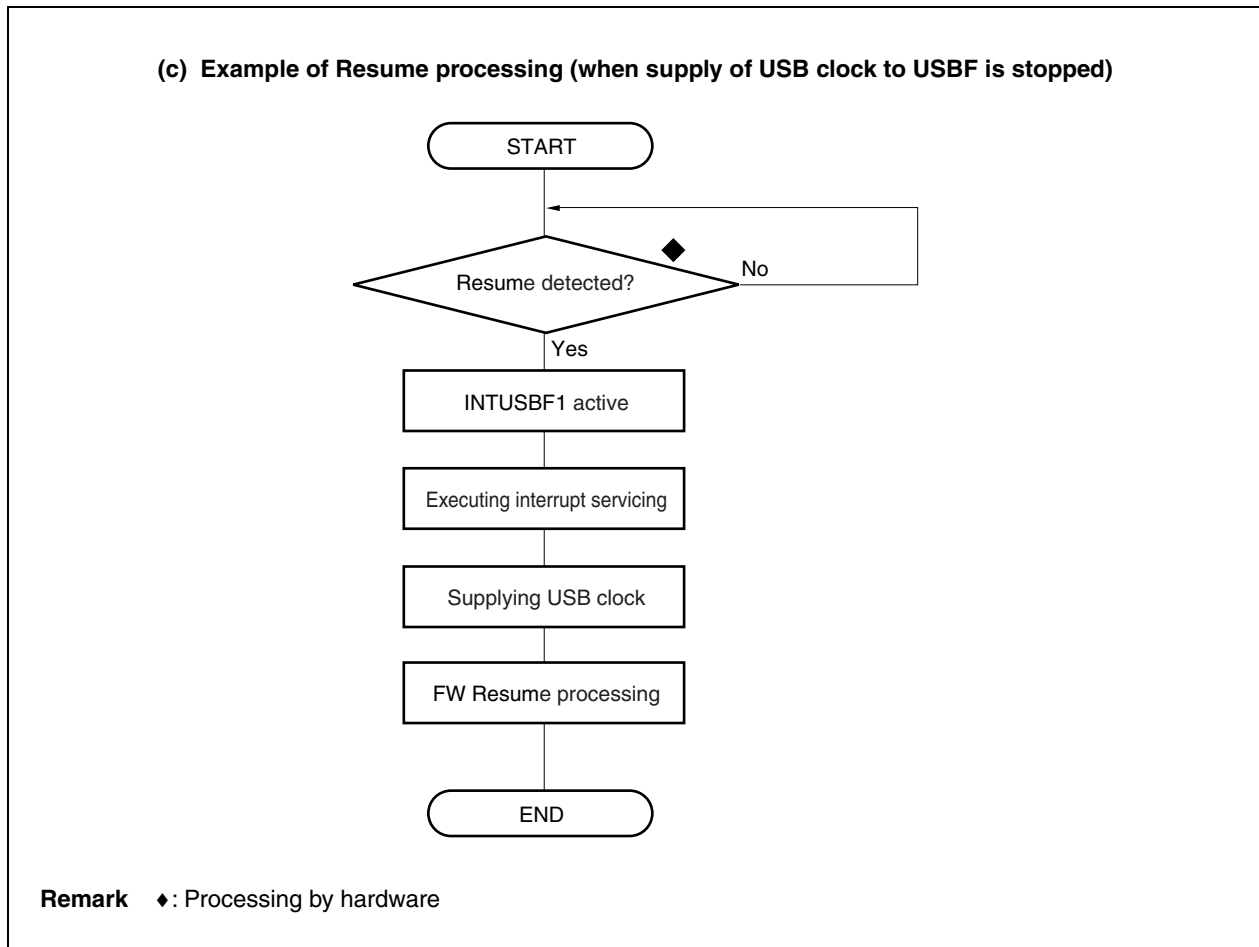 (c) Example of Resume processing (when supply of USB clock to USBF is stopped)
START
Resume detected?
No
Yes
INTUSBF1 active
Executing interrupt servicing
Supplying USB clock
FW Resume processing
END
Remark ♦: Processing by hardware